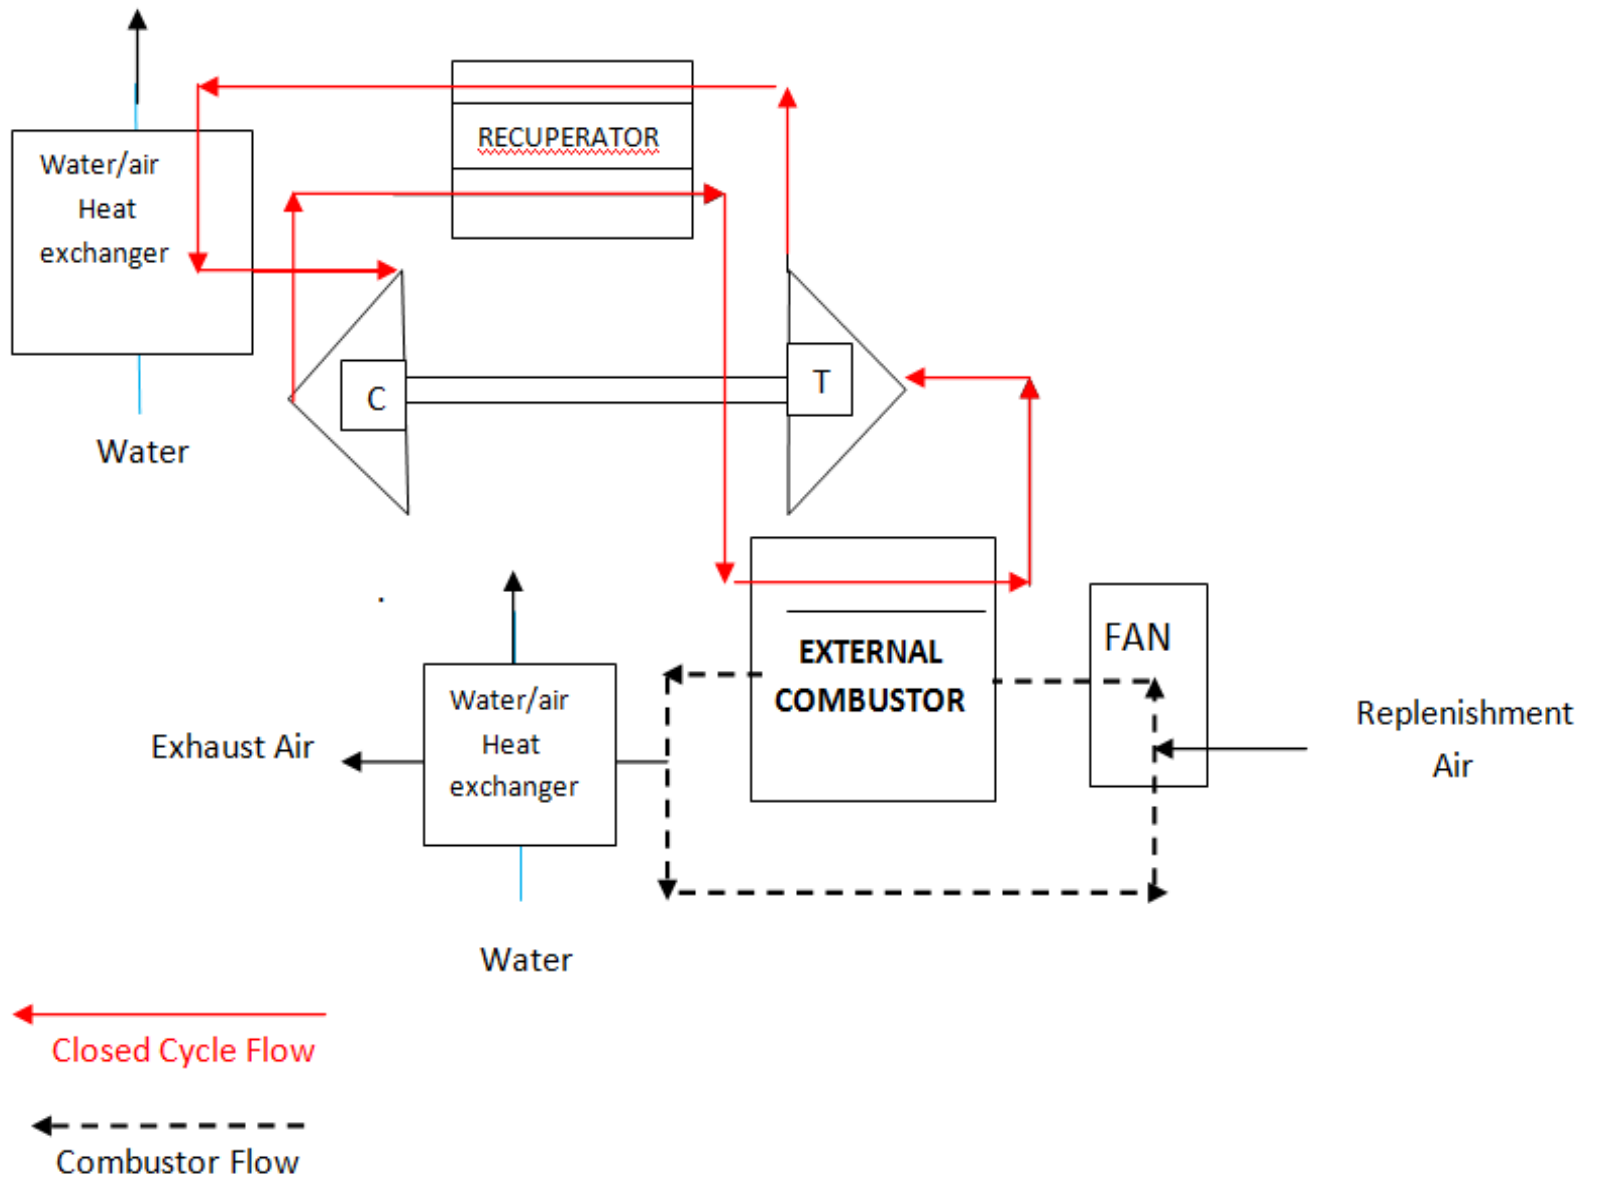 RECUPERATOR
Water/air
Heat
exchanger
C
T
Water
EXTERNAL
COMBUSTOR
FAN
Water/air
Heat
exchanger
Exhaust Air
Replenishment
Air
Water
Closed Cycle Flow
Combustor Flow